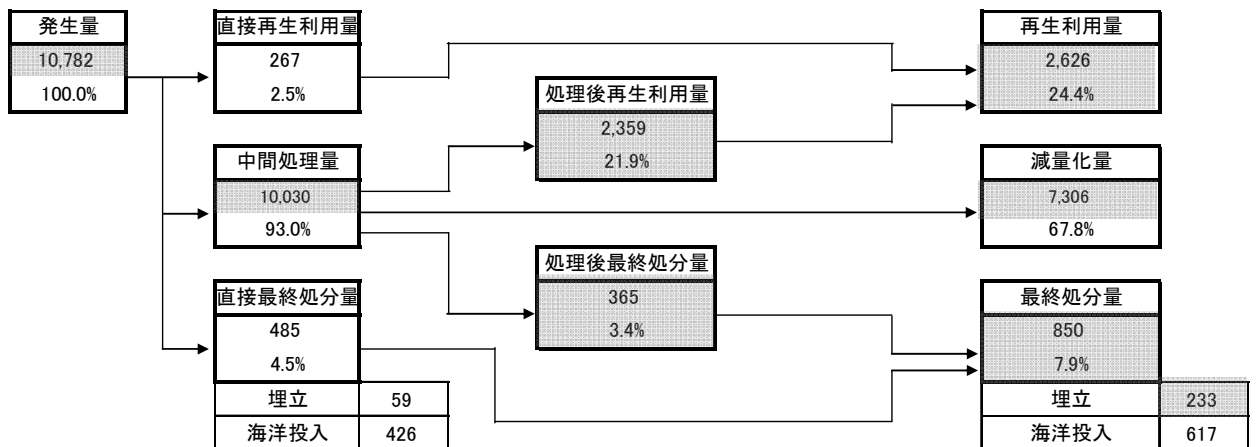 発生量
10,782
100.0%
直接再生利用量
267
2.5%
再生利用量
2,626
24.4%
処理後再生利用量
2,359
21.9%
中間処理量
10,030
93.0%
減量化量
7,306
67.8%
処理後最終処分量
365
3.4%
直接最終処分量
485
4.5%
埋立 59
海洋投入 426
最終処分量
850
7.9%
埋立 233
海洋投入 617